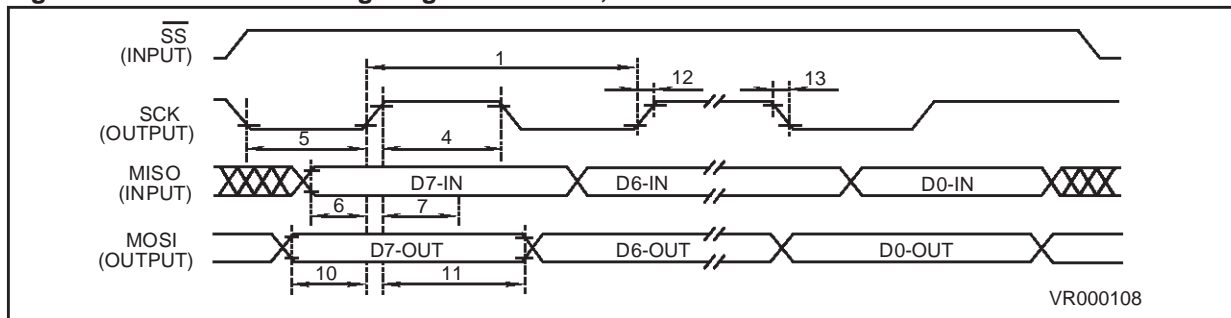 SS
(INPUT)
1
12
13
SCK
(OUTPUT)
5
4
MISO
(INPUT)
D7-IN
D6-IN
D0-IN
6
7
MOSI
(OUTPUT)
D7-OUT
D6-OUT
D0-OUT
10
11
VR000108